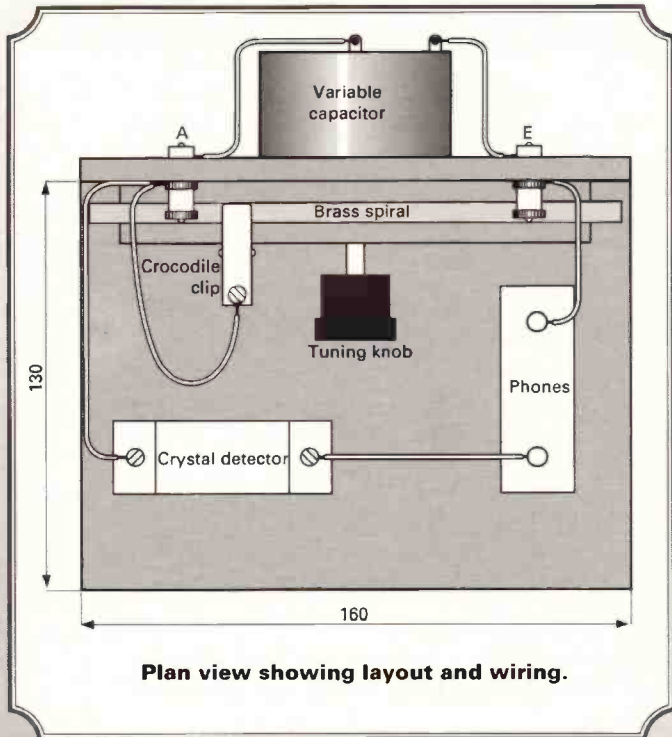 Variable
capacitor
A
E
Brass spiral
Crocodile
clip
Tuning knob
130
Phones
Crystal detector
160
Plan view showing layout and wiring.